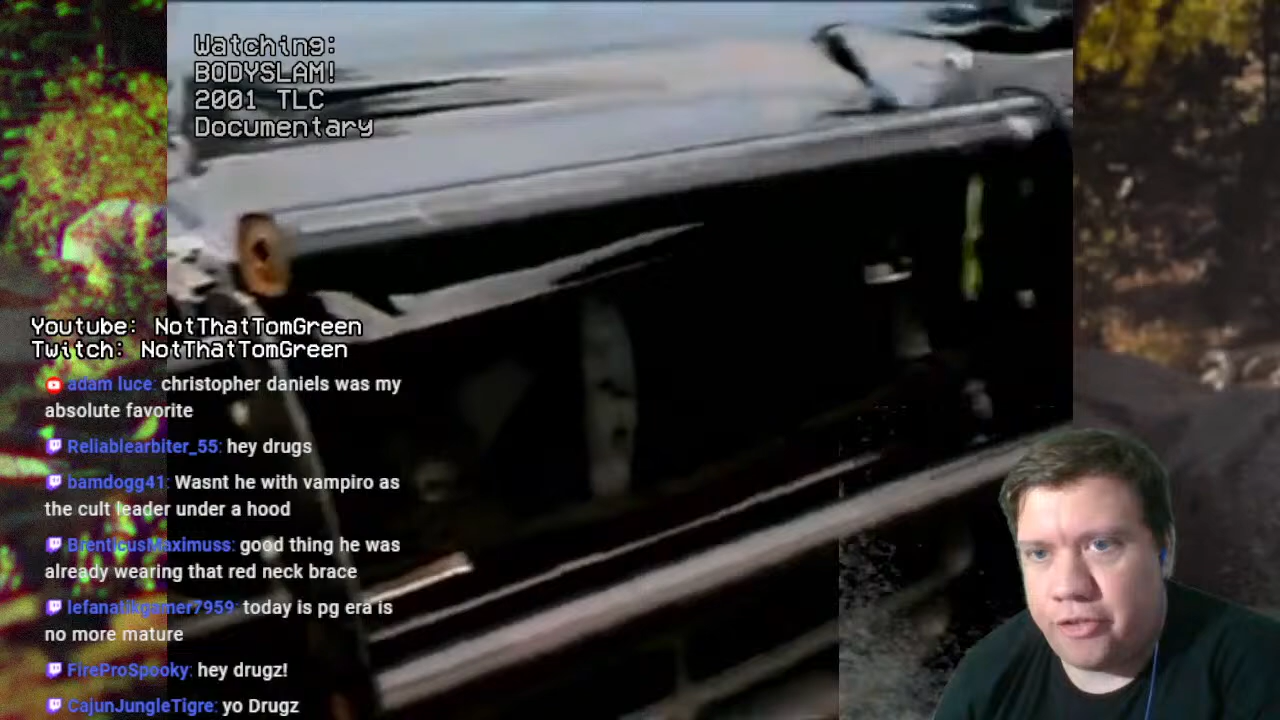 Watching:
BODYSLAM!
2001 TLC
Documentary
Youtube: NotThatTomGreen
Twitch: NotThatTomGreen
adam luce: christopher daniels was my
absolute favorite
Reliablearbiter_55: hey drugs
bamdogg41: Wasnt he with vampiro as
the cult leader under a hood
BrenticusMaximuss: good thing he was
already wearing that red neck brace
lefanatikgamer7959: today is pg era is
no more mature
FireProSpooky: hey drugz!
CajunJungleTigre: yo Drugz